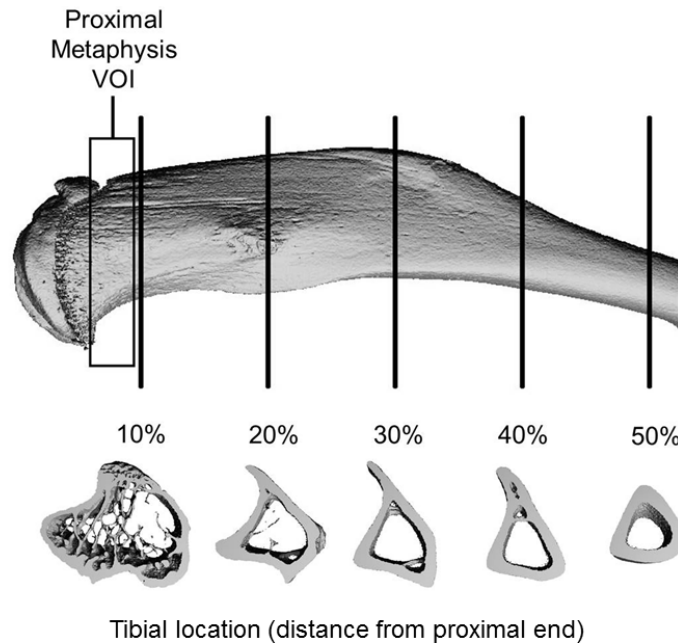 Proximal
Metaphysis
VOI
10% 20% 30% 40% 50%
Tibial location (distance from proximal end)